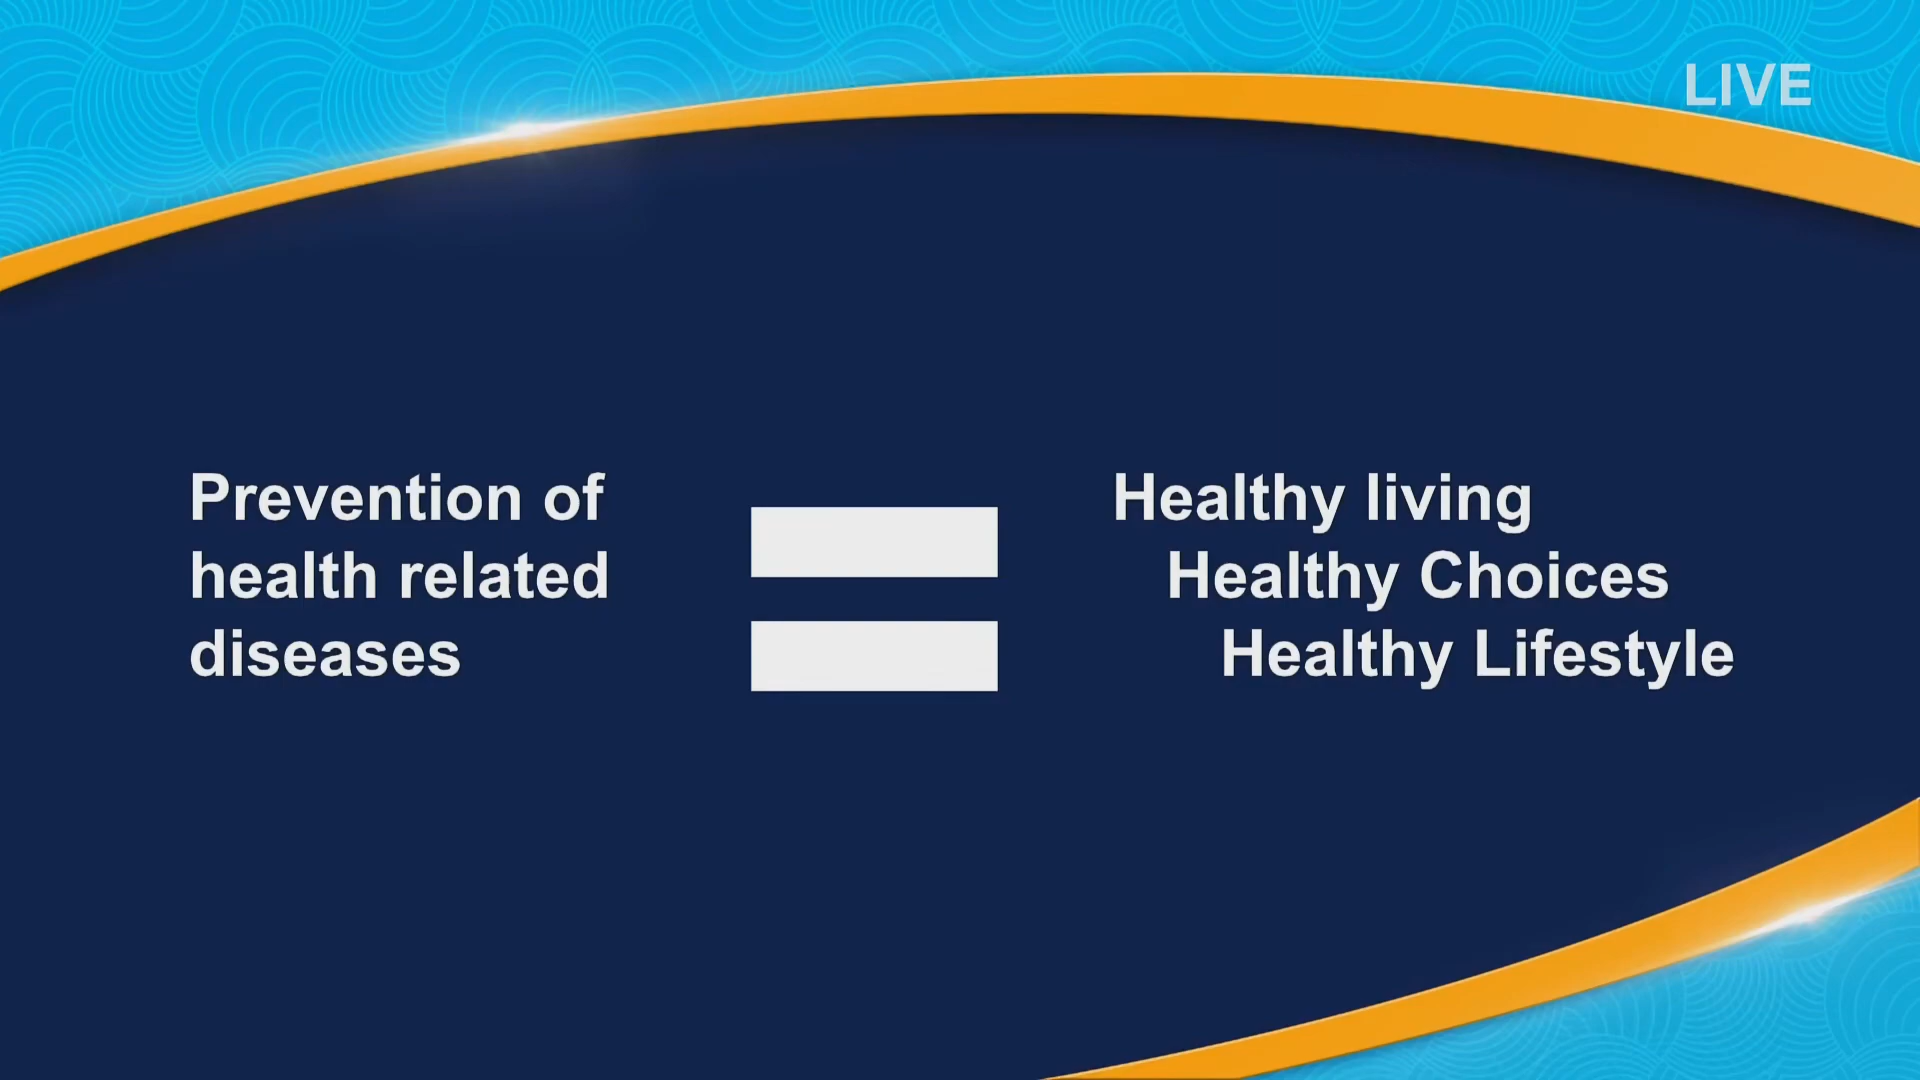 LIVE
Prevention of
health related
diseases
Healthy living
Healthy Choices
Healthy Lifestyle